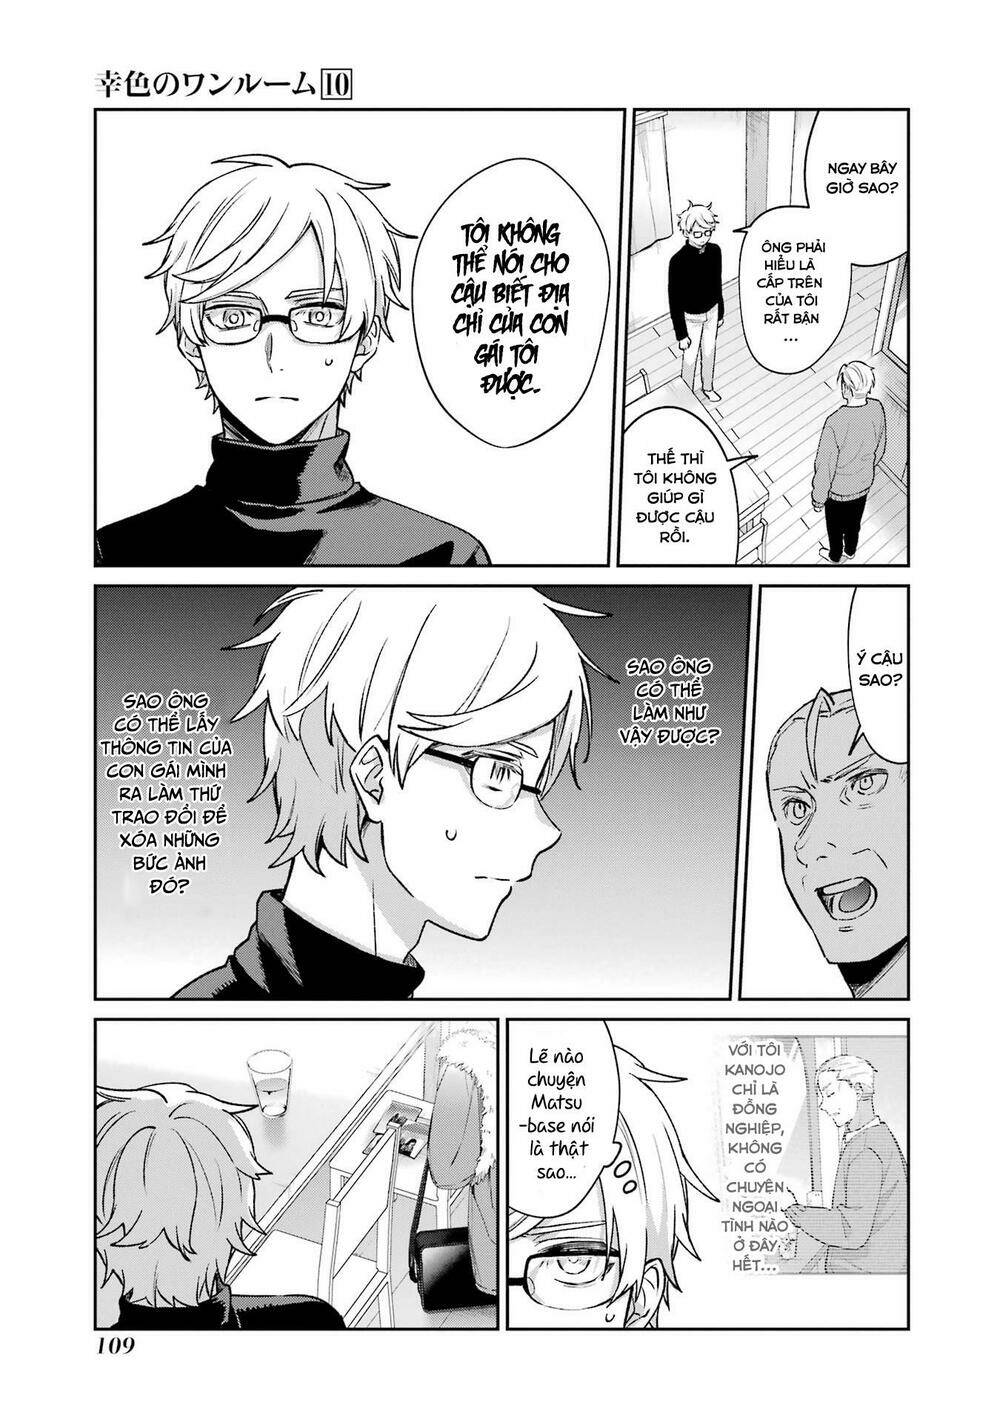 幸色のワンルーム 10
NGAY BÂY
GIỜ SAO?
ÔNG PHẢI
HIỂU LÀ
CẤP TRÊN
CỦA TÔI
RẤT BẬN
...
THẾ THÌ
TÔI KHÔNG
GIÚP GÌ
ĐƯỢC CẬU
RỒI.
TÔI KHÔNG
THỂ NÓI CHO
CẬU BIẾT ĐỊA
CHỈ CỦA CON
GÁI TÔI
ĐƯỢC.
Ý CẬU
SAO?
SAO ÔNG
CÓ THỂ
LÀM NHƯ
VẬY ĐƯỢC?
SAO ÔNG
CÓ THỂ LẤY
THÔNG TIN CỦA
CON GÁI MÌNH
RA LÀM THỨ
TRAO ĐỔI ĐỂ
XÓA NHỮNG
BỨC ẢNH
ĐÓ?
VỚI TÔI
KANOJO
CHỈ LÀ
ĐỒNG
NGHIỆP,
KHÔNG
CÓ
CHUYỆN
NGOẠI
TÌNH NÀO
Ở ĐÂY
HẾT...
Lẽ nào
chuyện
Matsu
-base nói
là thật
sao...
109